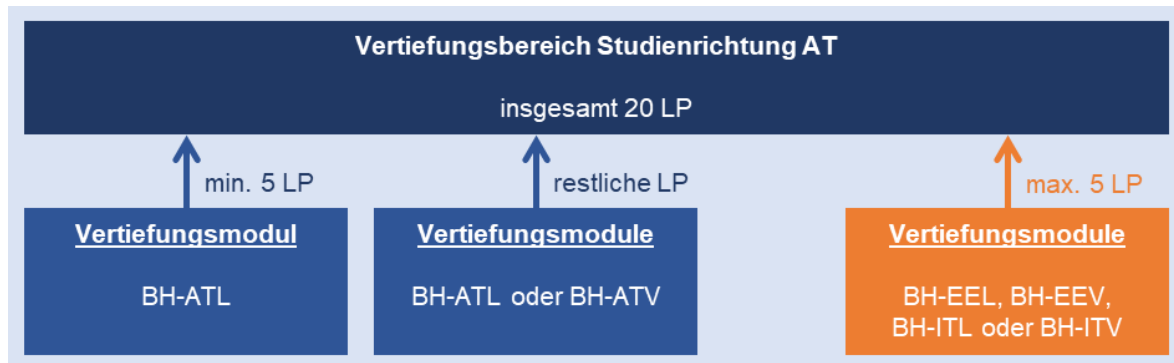 Vertiefungsbereich Studienrichtung AT
insgesamt 20 LP
min. 5 LP
restliche LP
max. 5 LP
Vertiefungsmodul
BH-ATL
Vertiefungsmodule
BH-ATL oder BH-ATV
Vertiefungsmodule
BH-EEL, BH-EEV,
BH-ITL oder BH-ITV